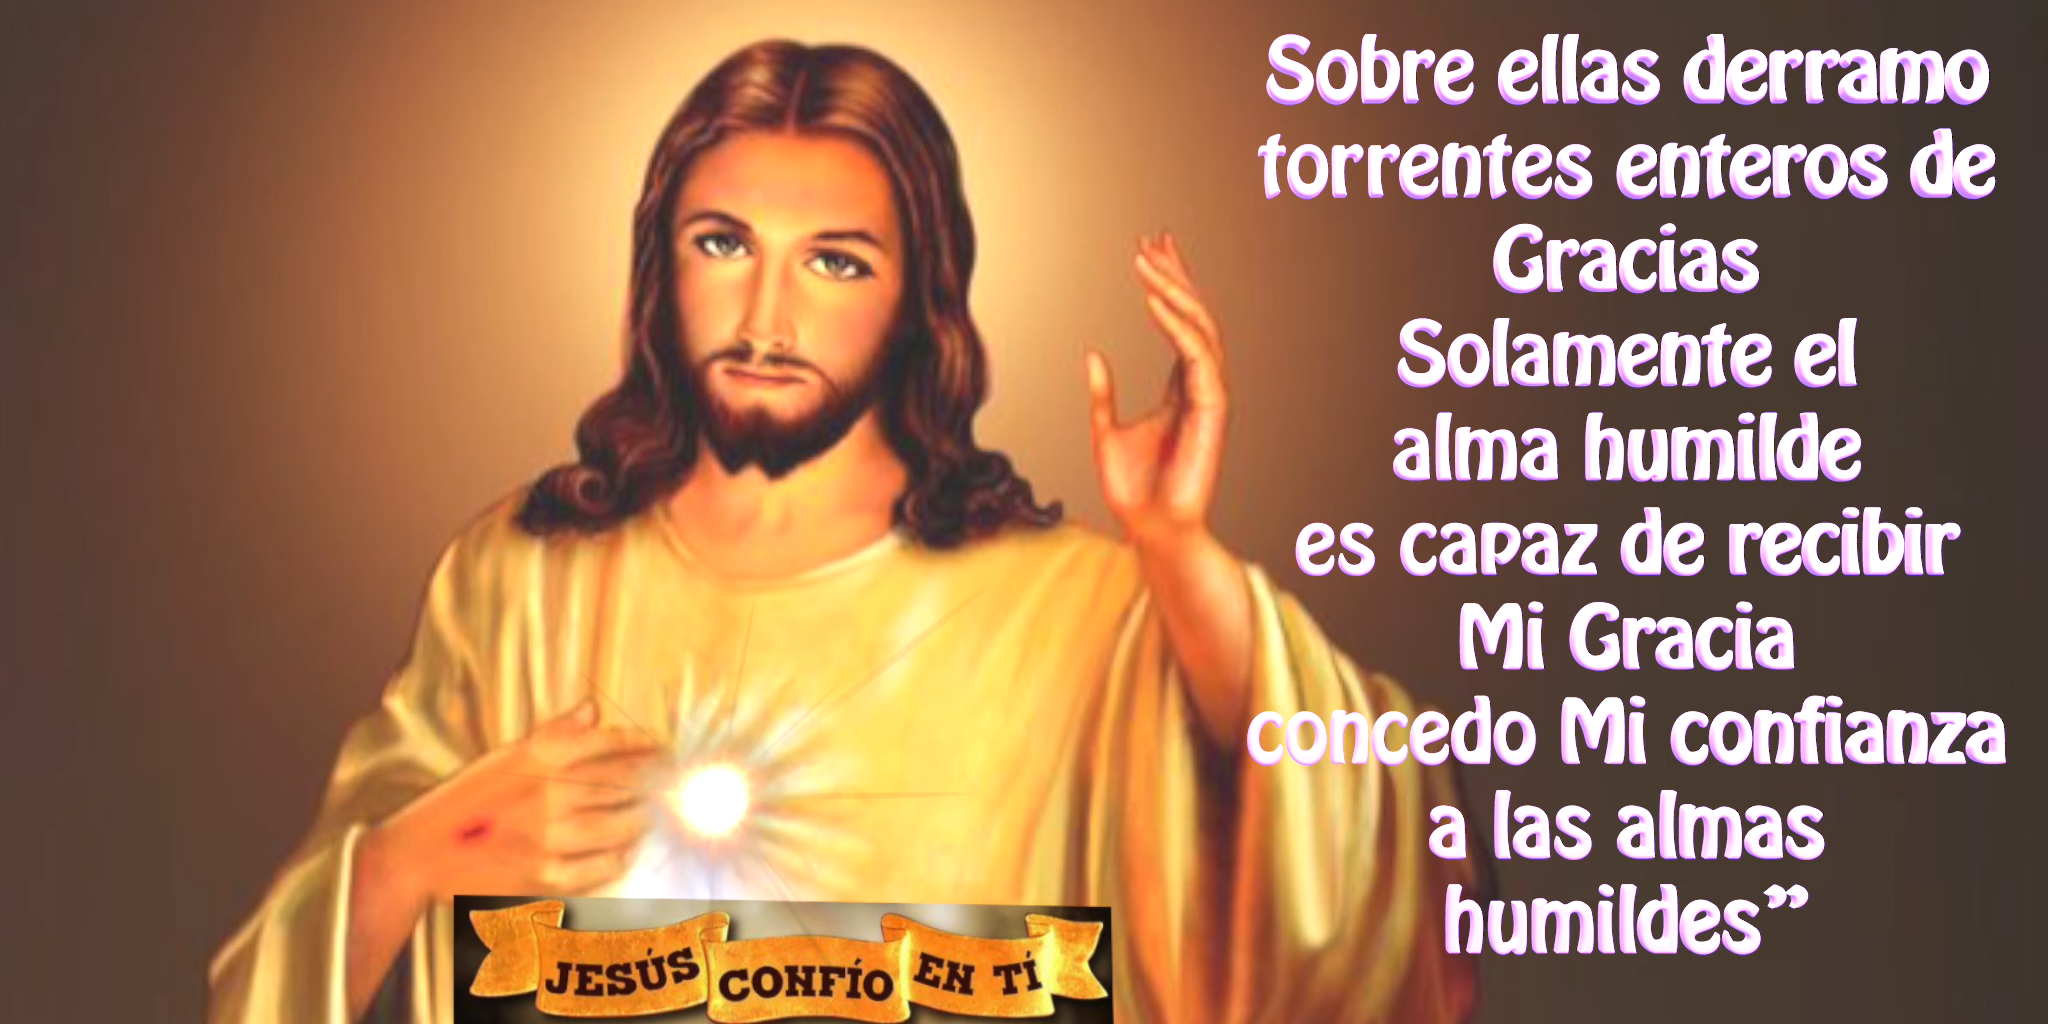 Sobre ellas derramo
torrentes enteros de
Gracias
Solamente el
alma humilde
es capaz de recibir
Mi Gracia
concedo Mi confianza
a las almas
humildes”
JESÚS CONFÍO EN TÍ